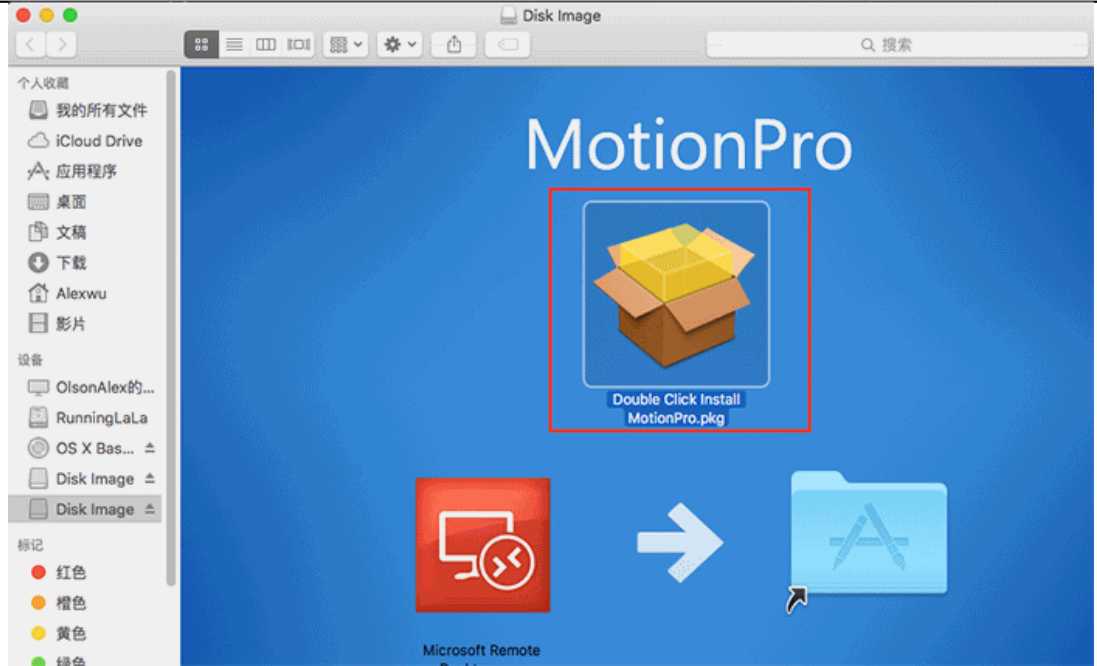 Disk Image
搜索
个人收藏
我的所有文件
iCloud Drive
应用程序
桌面
文稿
下载
Alexwu
影片
设备
OlsonAlex的...
RunningLaLa
OS X Bas...
Disk Image
Disk Image
标记
红色
橙色
黄色
绿色
MotionPro
Double Click Install
MotionPro.pkg
Microsoft Remote